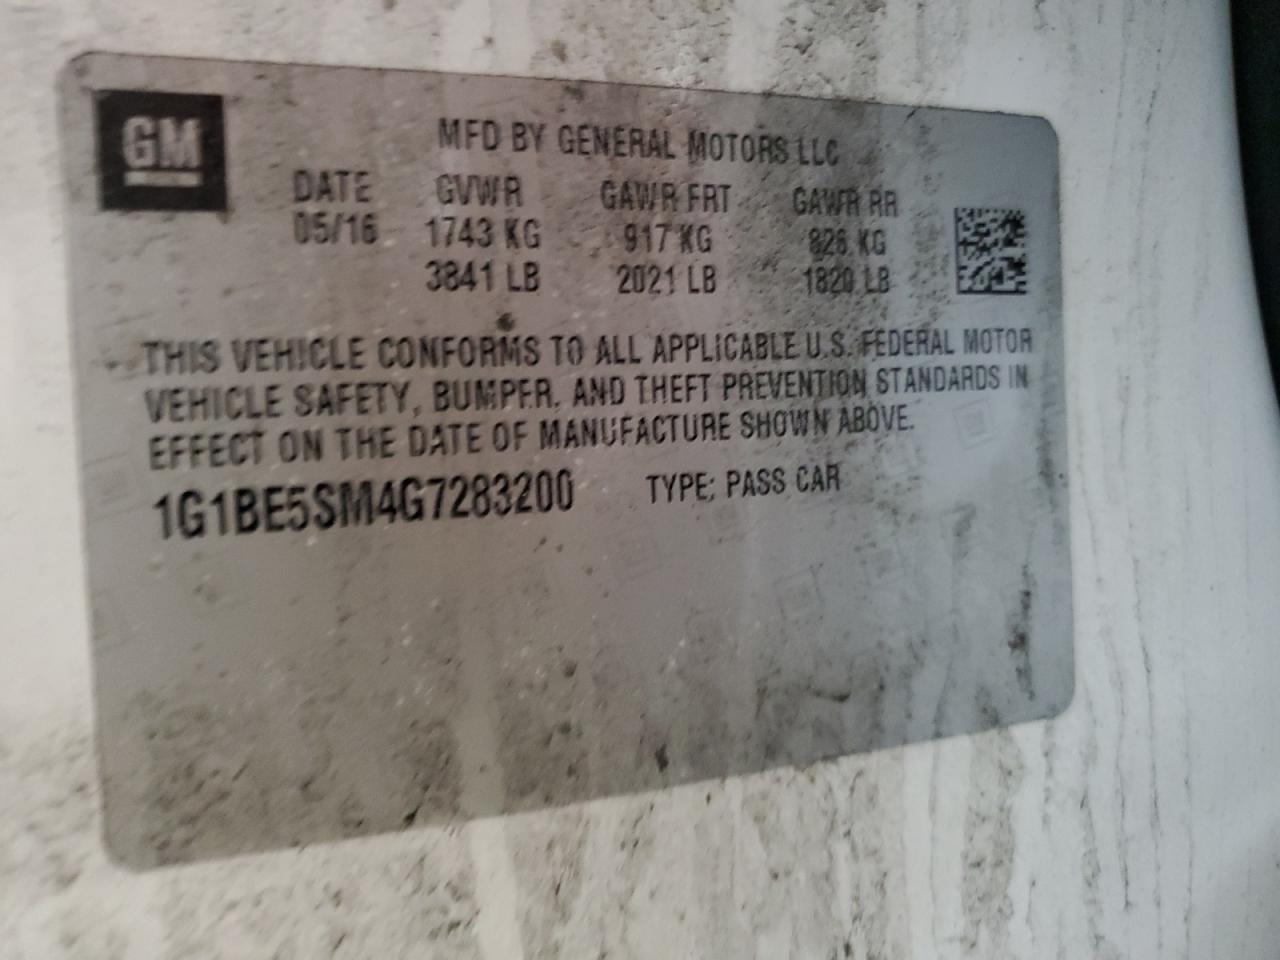 GM
MFD BY GENERAL MOTORS LLC
DATE GVWR GAWR FRT GAWR RR
05/16 1743 KG 917 KG 826 KG
3841 LB 2021 LB 1820 LB
THIS VEHICLE CONFORMS TO ALL APPLICABLE U.S. FEDERAL MOTOR
VEHICLE SAFETY, BUMPER, AND THEFT PREVENTION STANDARDS IN
EFFECT ON THE DATE OF MANUFACTURE SHOWN ABOVE.
1G1BE5SM4G7283200 TYPE: PASS CAR